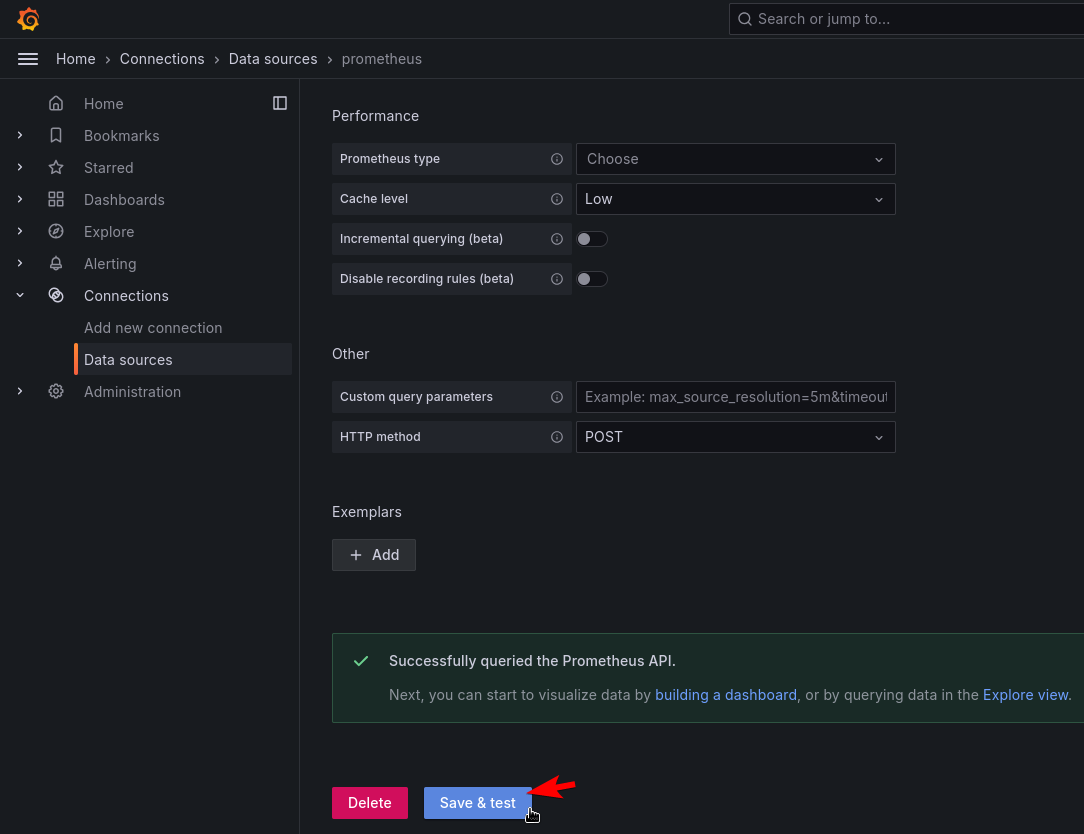 Search or jump to...
Home › Connections › Data sources › prometheus
Home
Bookmarks
Starred
Dashboards
Explore
Alerting
Connections
Add new connection
Data sources
Administration
Performance
Prometheus type
Choose
Cache level
Low
Incremental querying (beta)
Disable recording rules (beta)
Other
Custom query parameters
Example: max_source_resolution=5m&timeout
HTTP method
POST
Exemplars
+ Add
Successfully queried the Prometheus API.
Next, you can start to visualize data by building a dashboard, or by querying data in the Explore view.
Delete
Save & test